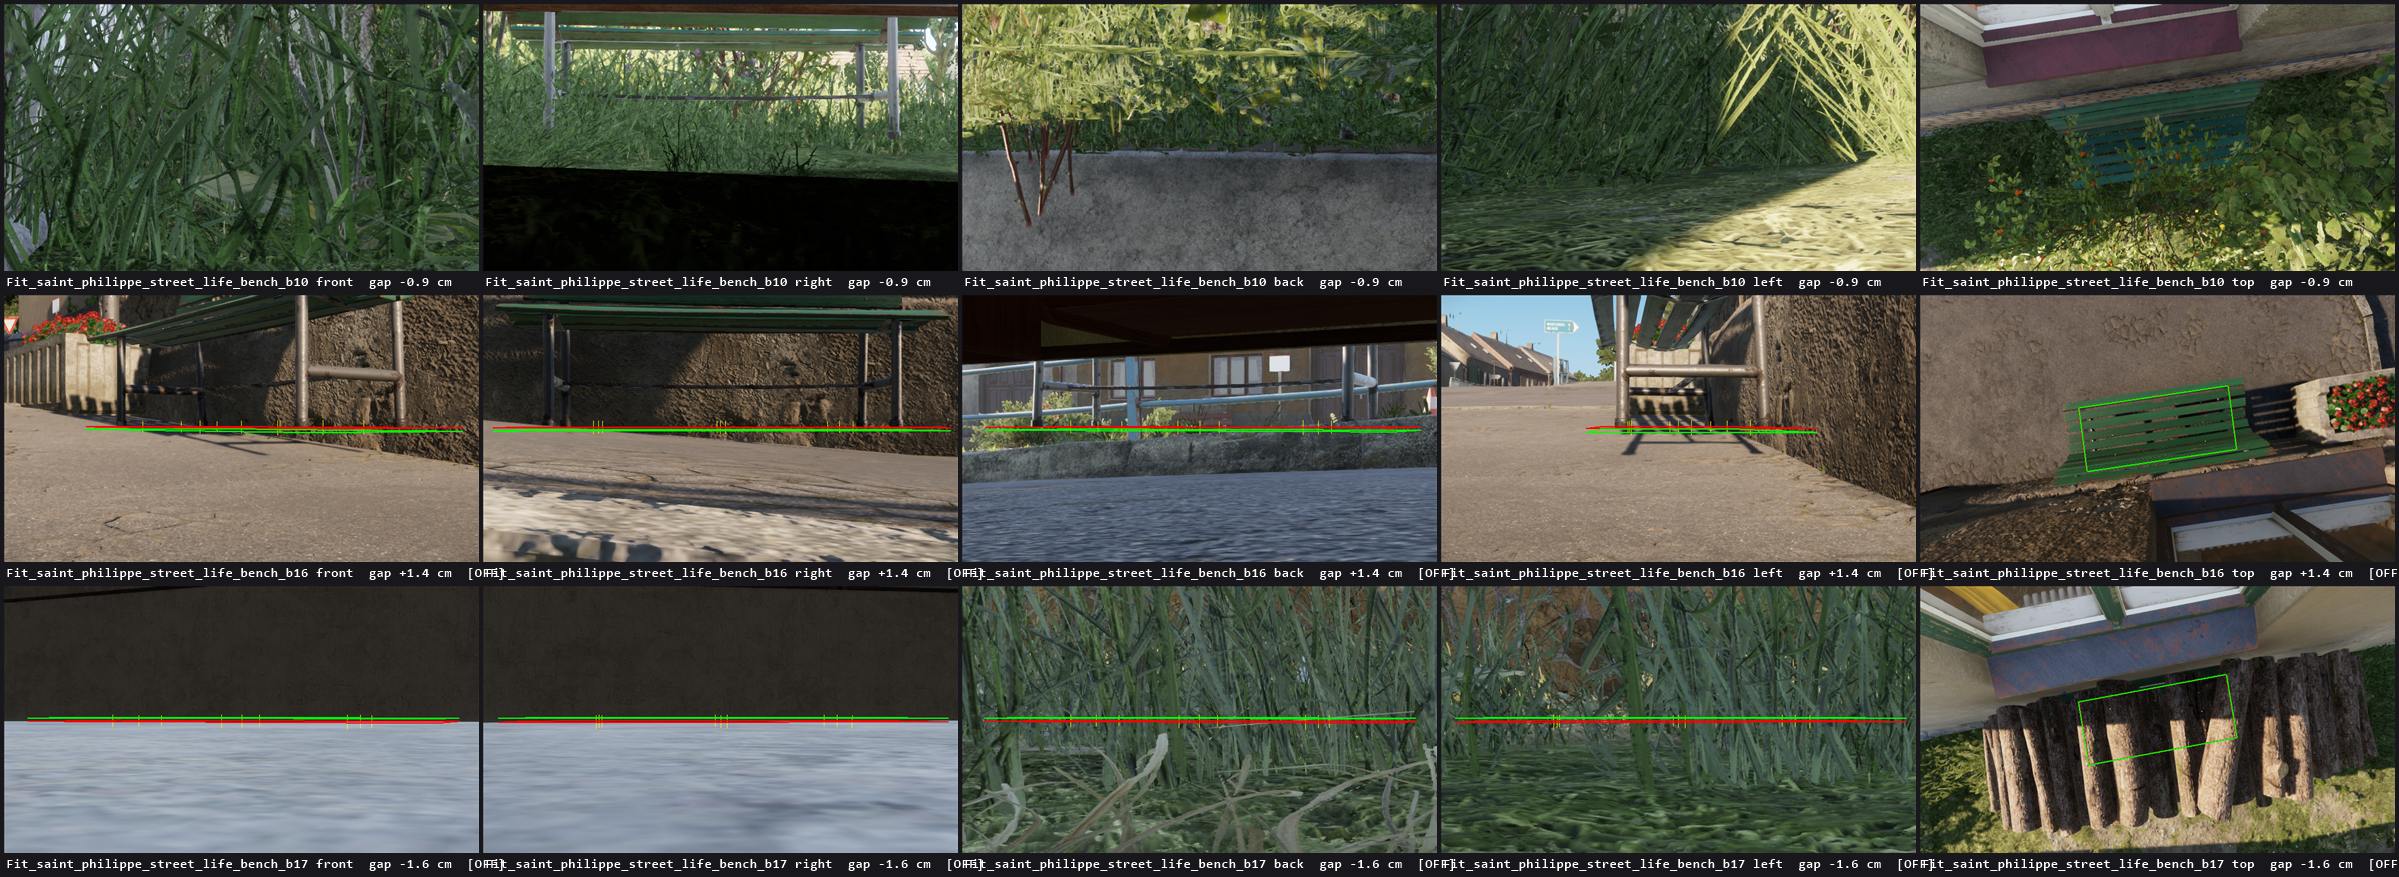 Fit_saint_philippe_street_life_bench_b10 front  gap -0.9 cm
Fit_saint_philippe_street_life_bench_b10 right  gap -0.9 cm
Fit_saint_philippe_street_life_bench_b10 back  gap -0.9 cm
Fit_saint_philippe_street_life_bench_b10 left  gap -0.9 cm
Fit_saint_philippe_street_life_bench_b10 top  gap -0.9 cm
Fit_saint_philippe_street_life_bench_b16 front  gap +1.4 cm  [OFF]
Fit_saint_philippe_street_life_bench_b16 right  gap +1.4 cm  [OFF]
Fit_saint_philippe_street_life_bench_b16 back  gap +1.4 cm  [OFF]
Fit_saint_philippe_street_life_bench_b16 left  gap +1.4 cm  [OFF]
Fit_saint_philippe_street_life_bench_b16 top  gap +1.4 cm  [OFF
Fit_saint_philippe_street_life_bench_b17 front  gap -1.6 cm  [OFF]
Fit_saint_philippe_street_life_bench_b17 right  gap -1.6 cm  [OFF]
Fit_saint_philippe_street_life_bench_b17 back  gap -1.6 cm  [OFF]
Fit_saint_philippe_street_life_bench_b17 left  gap -1.6 cm  [OFF]
Fit_saint_philippe_street_life_bench_b17 top  gap -1.6 cm  [OFF